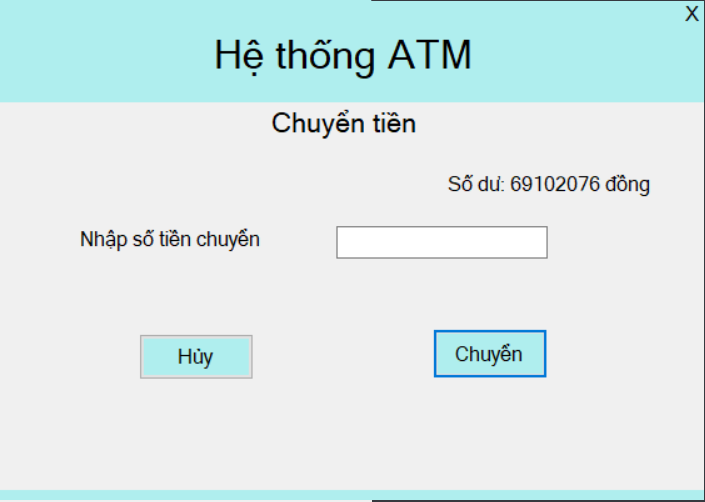 X
Hệ thống ATM
Chuyển tiền
Số dư: 69102076 đồng
Nhập số tiền chuyển
Hủy
Chuyển